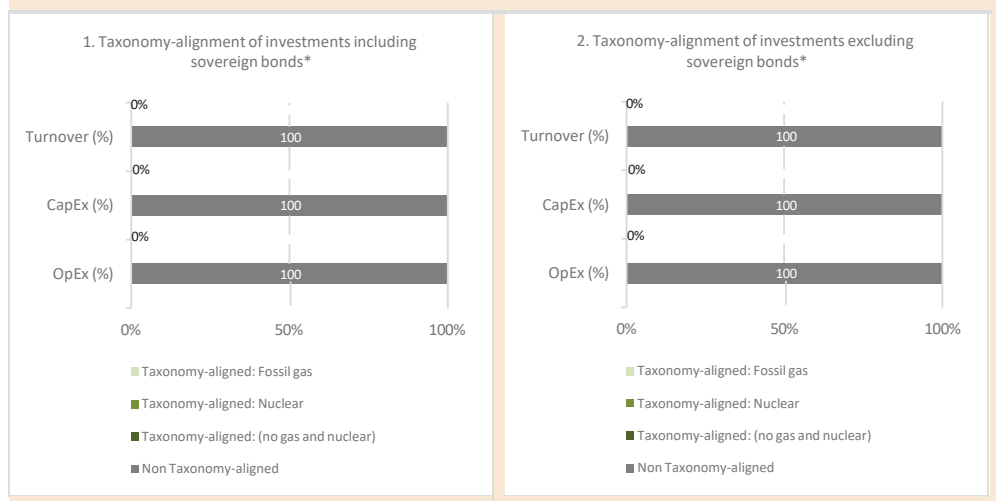 1. Taxonomy-alignment of investments including
sovereign bonds*
0%
Turnover (%)
100
0%
CapEx (%)
100
0%
OpEx (%)
100
0%
50%
100%
Taxonomy-aligned: Fossil gas
Taxonomy-aligned: Nuclear
Taxonomy-aligned: (no gas and nuclear)
Non Taxonomy-aligned
2. Taxonomy-alignment of investments excluding
sovereign bonds*
0%
Turnover (%)
100
0%
CapEx (%)
100
0%
OpEx (%)
100
0%
50%
100%
Taxonomy-aligned: Fossil gas
Taxonomy-aligned: Nuclear
Taxonomy-aligned: (no gas and nuclear)
Non Taxonomy-aligned